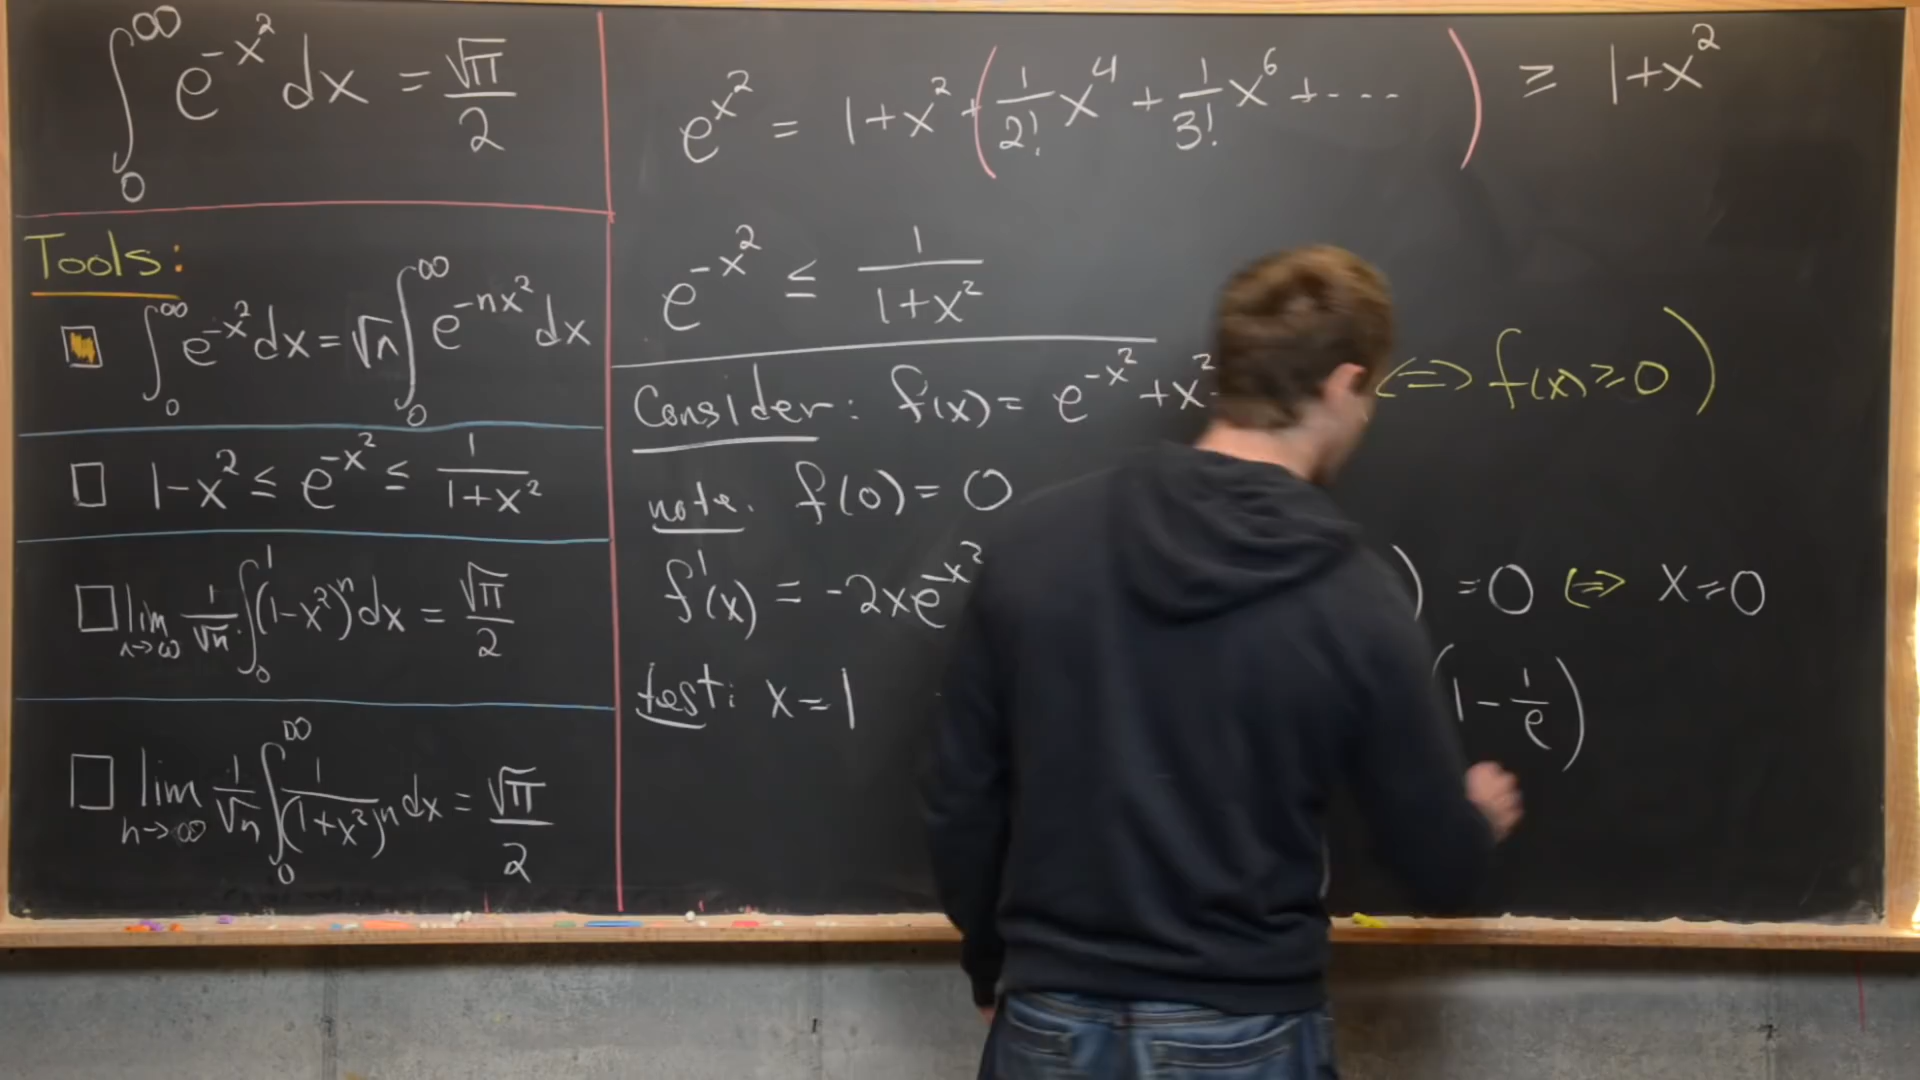 ∫₀^∞ e^{-x²} dx = √π/2
Tools:
∫₀^∞ e^{-x²} dx = √n ∫₀^∞ e^{-nx²} dx
1-x² ≤ e^{-x²} ≤ 1/(1+x²)
lim_{n→∞} 1/√n · ∫₀^1 (1-x²)^n dx = √π/2
lim_{n→∞} 1/√n ∫₀^∞ 1/(1+x²)^n dx = √π/2
e^{x²} = 1+x² + (1/2! x⁴ + 1/3! x⁶ + ····) ≥ 1+x²
e^{-x²} ≤ 1/(1+x²)
Consider: f(x) = e^{-x²} + x² (⟺ f(x) ≥ 0)
note. f(0) = 0
f'(x) = -2xe^{-x²} ) = 0 ⟺ x=0
test: x=1 (1 - 1/e)